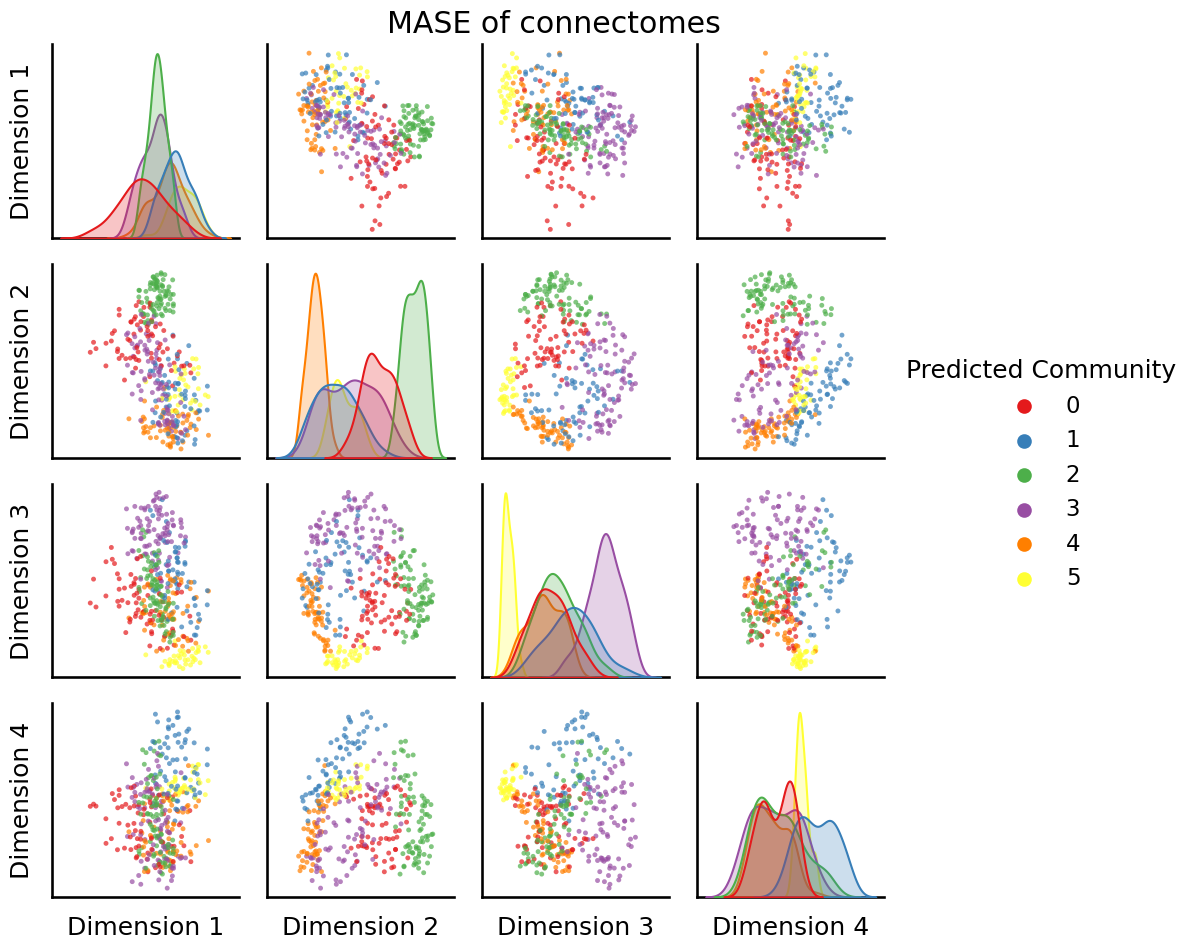 MASE of connectomes
Dimension 1
Dimension 2
Dimension 3
Dimension 4
Predicted Community
0
1
2
3
4
5
Dimension 1
Dimension 2
Dimension 3
Dimension 4